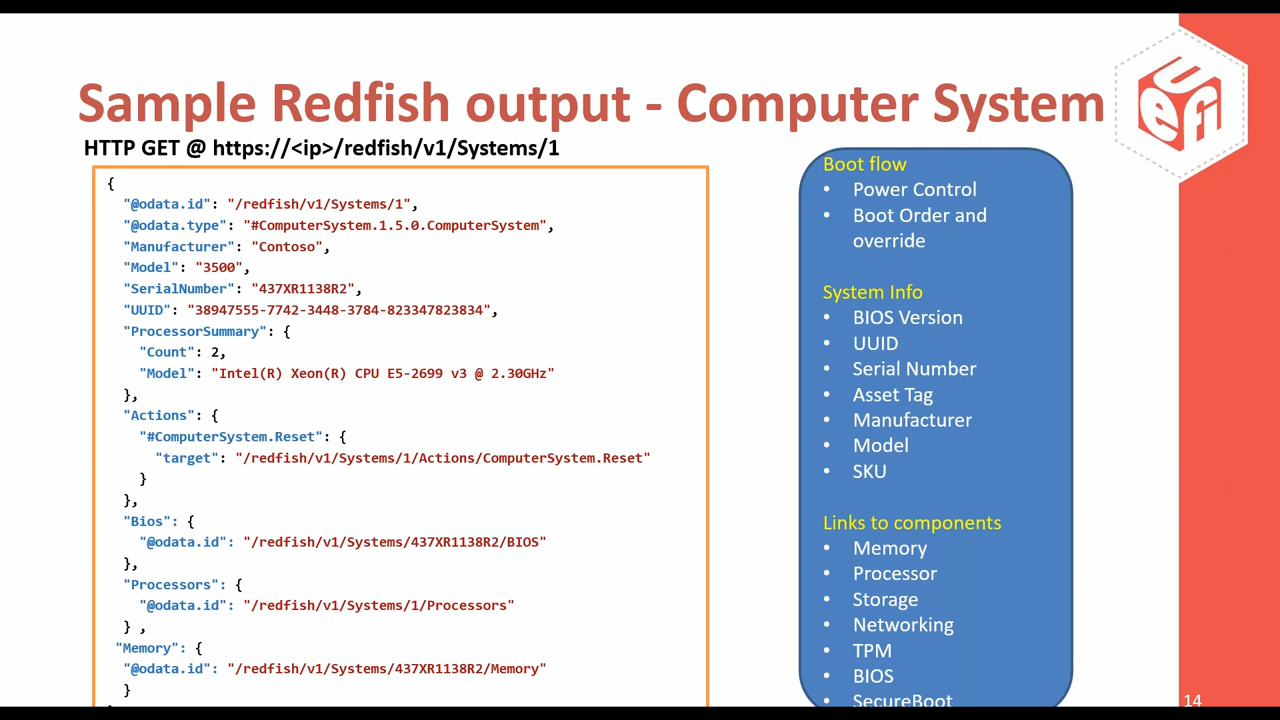 Sample Redfish output - Computer System
UEFI
HTTP GET @ https://<ip>/redfish/v1/Systems/1
{
"@odata.id": "/redfish/v1/Systems/1",
"@odata.type": "#ComputerSystem.1.5.0.ComputerSystem",
"Manufacturer": "Contoso",
"Model": "3500",
"SerialNumber": "437XR1138R2",
"UUID": "38947555-7742-3448-3784-823347823834",
"ProcessorSummary": {
"Count": 2,
"Model": "Intel(R) Xeon(R) CPU E5-2699 v3 @ 2.30GHz"
},
"Actions": {
"#ComputerSystem.Reset": {
"target": "/redfish/v1/Systems/1/Actions/ComputerSystem.Reset"
}
},
"Bios": {
"@odata.id": "/redfish/v1/Systems/437XR1138R2/BIOS"
},
"Processors": {
"@odata.id": "/redfish/v1/Systems/1/Processors"
} ,
"Memory": {
"@odata.id": "/redfish/v1/Systems/437XR1138R2/Memory"
}
Boot flow
• Power Control
• Boot Order and
override
System Info
• BIOS Version
• UUID
• Serial Number
• Asset Tag
• Manufacturer
• Model
• SKU
Links to components
• Memory
• Processor
• Storage
• Networking
• TPM
• BIOS
• SecureBoot
14